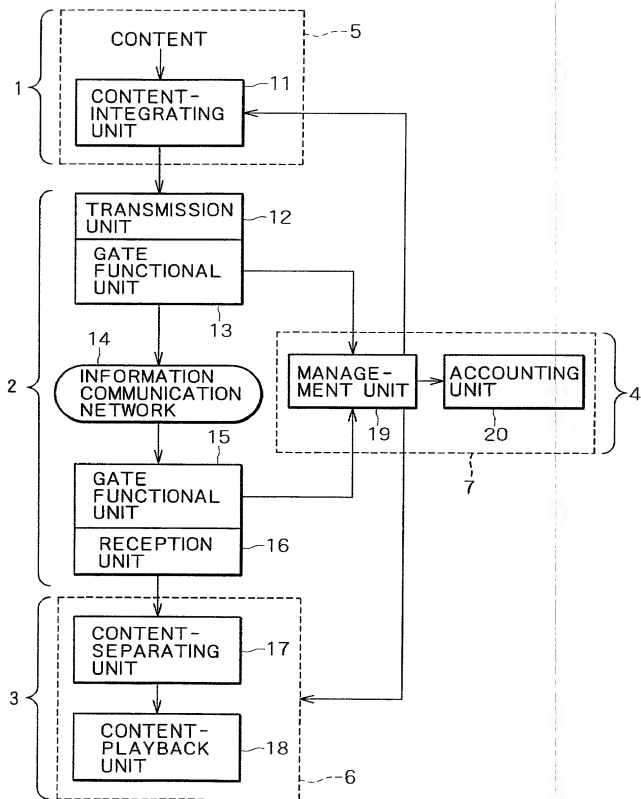 5
CONTENT
1
11
CONTENT-
INTEGRATING
UNIT
TRANSMISSION
UNIT
12
GATE
FUNCTIONAL
UNIT
13
14
2
INFORMATION
COMMUNICATION
NETWORK
MANAGE-
MENT UNIT
19
ACCOUNTING
UNIT
20
4
7
15
GATE
FUNCTIONAL
UNIT
RECEPTION
UNIT
16
3
CONTENT-
SEPARATING
UNIT
17
CONTENT-
PLAYBACK
UNIT
18
6